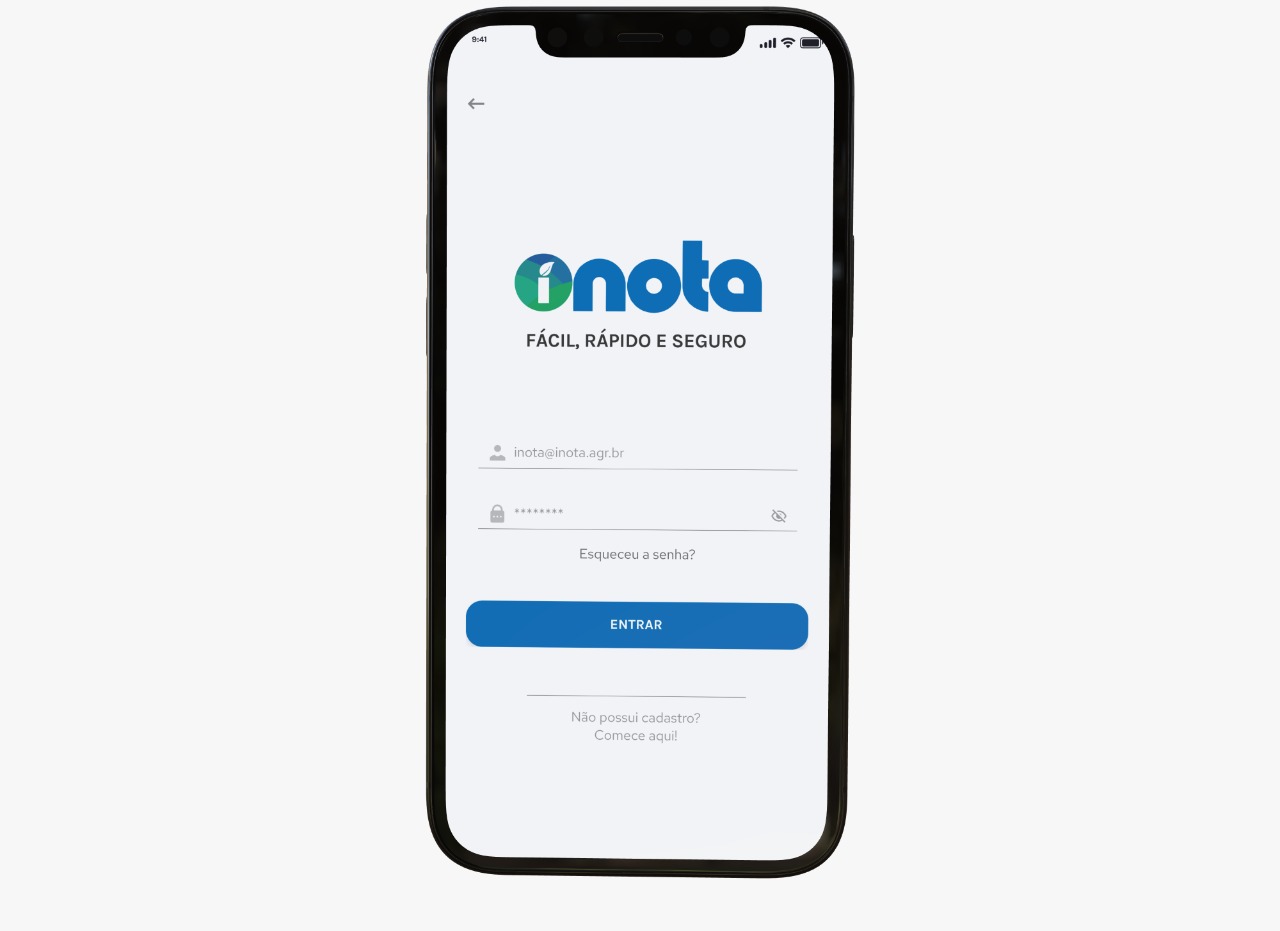 9:41
inota
FÁCIL, RÁPIDO E SEGURO
inota@inota.agr.br
********
Esqueceu a senha?
ENTRAR
Não possui cadastro?
Comece aqui!